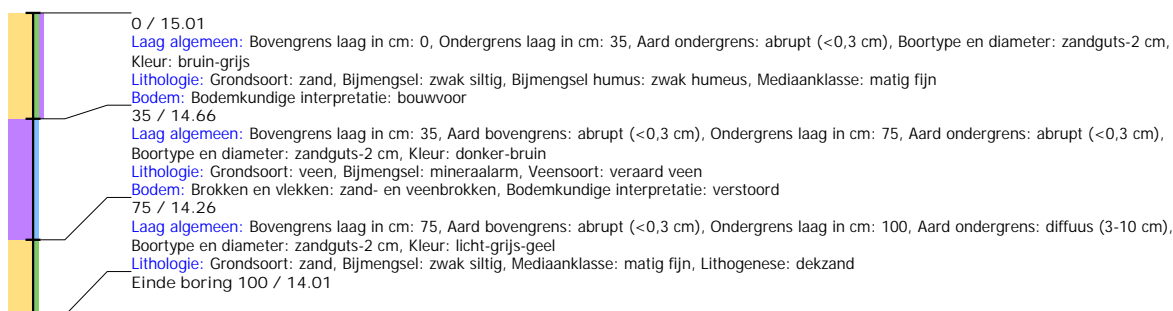 0 / 15.01
Laag algemeen: Bovengrens laag in cm: 0, Ondergrens laag in cm: 35, Aard ondergrens: abrupt (<0,3 cm), Boortype en diameter: zandguts-2 cm,
Kleur: bruin-grijs
Lithologie: Grondsoort: zand, Bijmengsel: zwak siltig, Bijmengsel humus: zwak humeus, Mediaanklasse: matig fijn
Bodem: Bodemkundige interpretatie: bouwvoor
35 / 14.66
Laag algemeen: Bovengrens laag in cm: 35, Aard bovengrens: abrupt (<0,3 cm), Ondergrens laag in cm: 75, Aard ondergrens: abrupt (<0,3 cm),
Boortype en diameter: zandguts-2 cm, Kleur: donker-bruin
Lithologie: Grondsoort: veen, Bijmengsel: mineraalarm, Veensoort: veraard veen
Bodem: Brokken en vlekken: zand- en veenbrokken, Bodemkundige interpretatie: verstoord
75 / 14.26
Laag algemeen: Bovengrens laag in cm: 75, Aard bovengrens: abrupt (<0,3 cm), Ondergrens laag in cm: 100, Aard ondergrens: diffuus (3-10 cm),
Boortype en diameter: zandguts-2 cm, Kleur: licht-grijs-geel
Lithologie: Grondsoort: zand, Bijmengsel: zwak siltig, Mediaanklasse: matig fijn, Lithogenese: dekzand
Einde boring 100 / 14.01